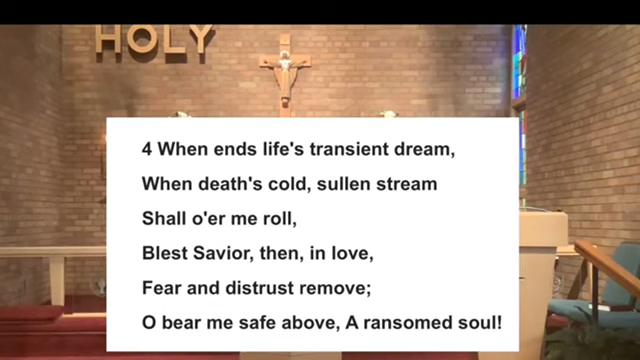 HOLY
4 When ends life's transient dream,
When death's cold, sullen stream
Shall o'er me roll,
Blest Savior, then, in love,
Fear and distrust remove;
O bear me safe above, A ransomed soul!